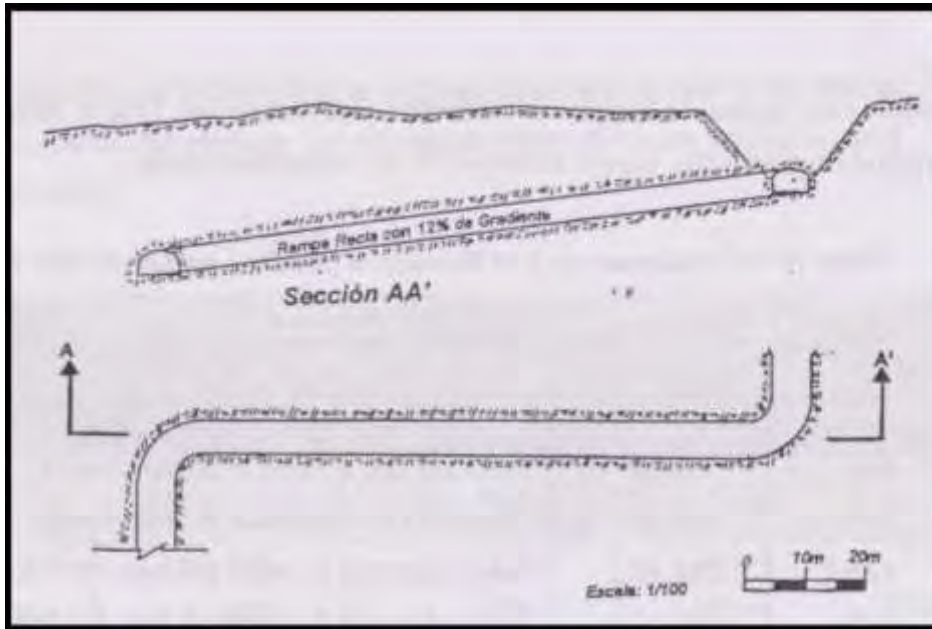 Rampa Recta con 12% de Gradiente
Sección AA'
A
A'
0 10m 20m
Escala: 1/100